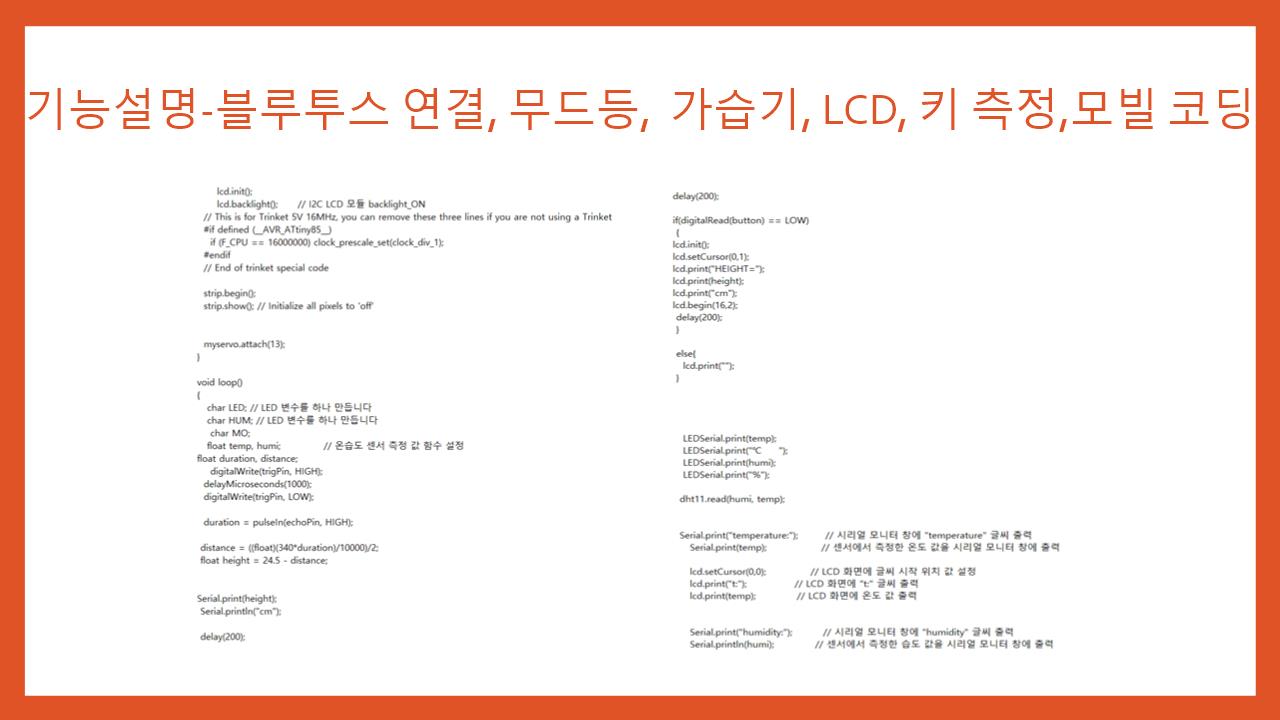 기능설명-블루투스 연결, 무드등, 가습기, LCD, 키 측정,모빌 코딩
lcd.init();
lcd.backlight(); // I2C LCD 모듈 backlight_ON
// This is for Trinket 5V 16MHz, you can remove these three lines if you are not using a Trinket
#if defined (__AVR_ATtiny85__)
if (F_CPU == 16000000) clock_prescale_set(clock_div_1);
#endif
// End of trinket special code
strip.begin();
strip.show(); // Initialize all pixels to 'off'
myservo.attach(13);
}
void loop()
{
char LED; // LED 변수를 하나 만듭니다
char HUM; // LED 변수를 하나 만듭니다
char MO;
float temp, humi; // 온습도 센서 측정 값 함수 설정
float duration, distance;
digitalWrite(trigPin, HIGH);
delayMicroseconds(1000);
digitalWrite(trigPin, LOW);
duration = pulseIn(echoPin, HIGH);
distance = ((float)(340*duration)/10000)/2;
float height = 24.5 - distance;
Serial.print(height);
Serial.println("cm");
delay(200);
delay(200);
if(digitalRead(button) == LOW)
{
lcd.init();
lcd.setCursor(0,1);
lcd.print("HEIGHT=");
lcd.print(height);
lcd.print("cm");
lcd.begin(16,2);
delay(200);
}
else{
lcd.print("");
}
LEDSerial.print(temp);
LEDSerial.print("℃ ");
LEDSerial.print(humi);
LEDSerial.print("%");
dht11.read(humi, temp);
Serial.print("temperature:"); // 시리얼 모니터 창에 "temperature" 글씨 출력
Serial.print(temp); // 센서에서 측정한 온도 값을 시리얼 모니터 창에 출력
lcd.setCursor(0,0); // LCD 화면에 글씨 시작 위치 값 설정
lcd.print("t:"); // LCD 화면에 "t:" 글씨 출력
lcd.print(temp); // LCD 화면에 온도 값 출력
Serial.print("humidity:"); // 시리얼 모니터 창에 "humidity" 글씨 출력
Serial.println(humi); // 센서에서 측정한 습도 값을 시리얼 모니터 창에 출력